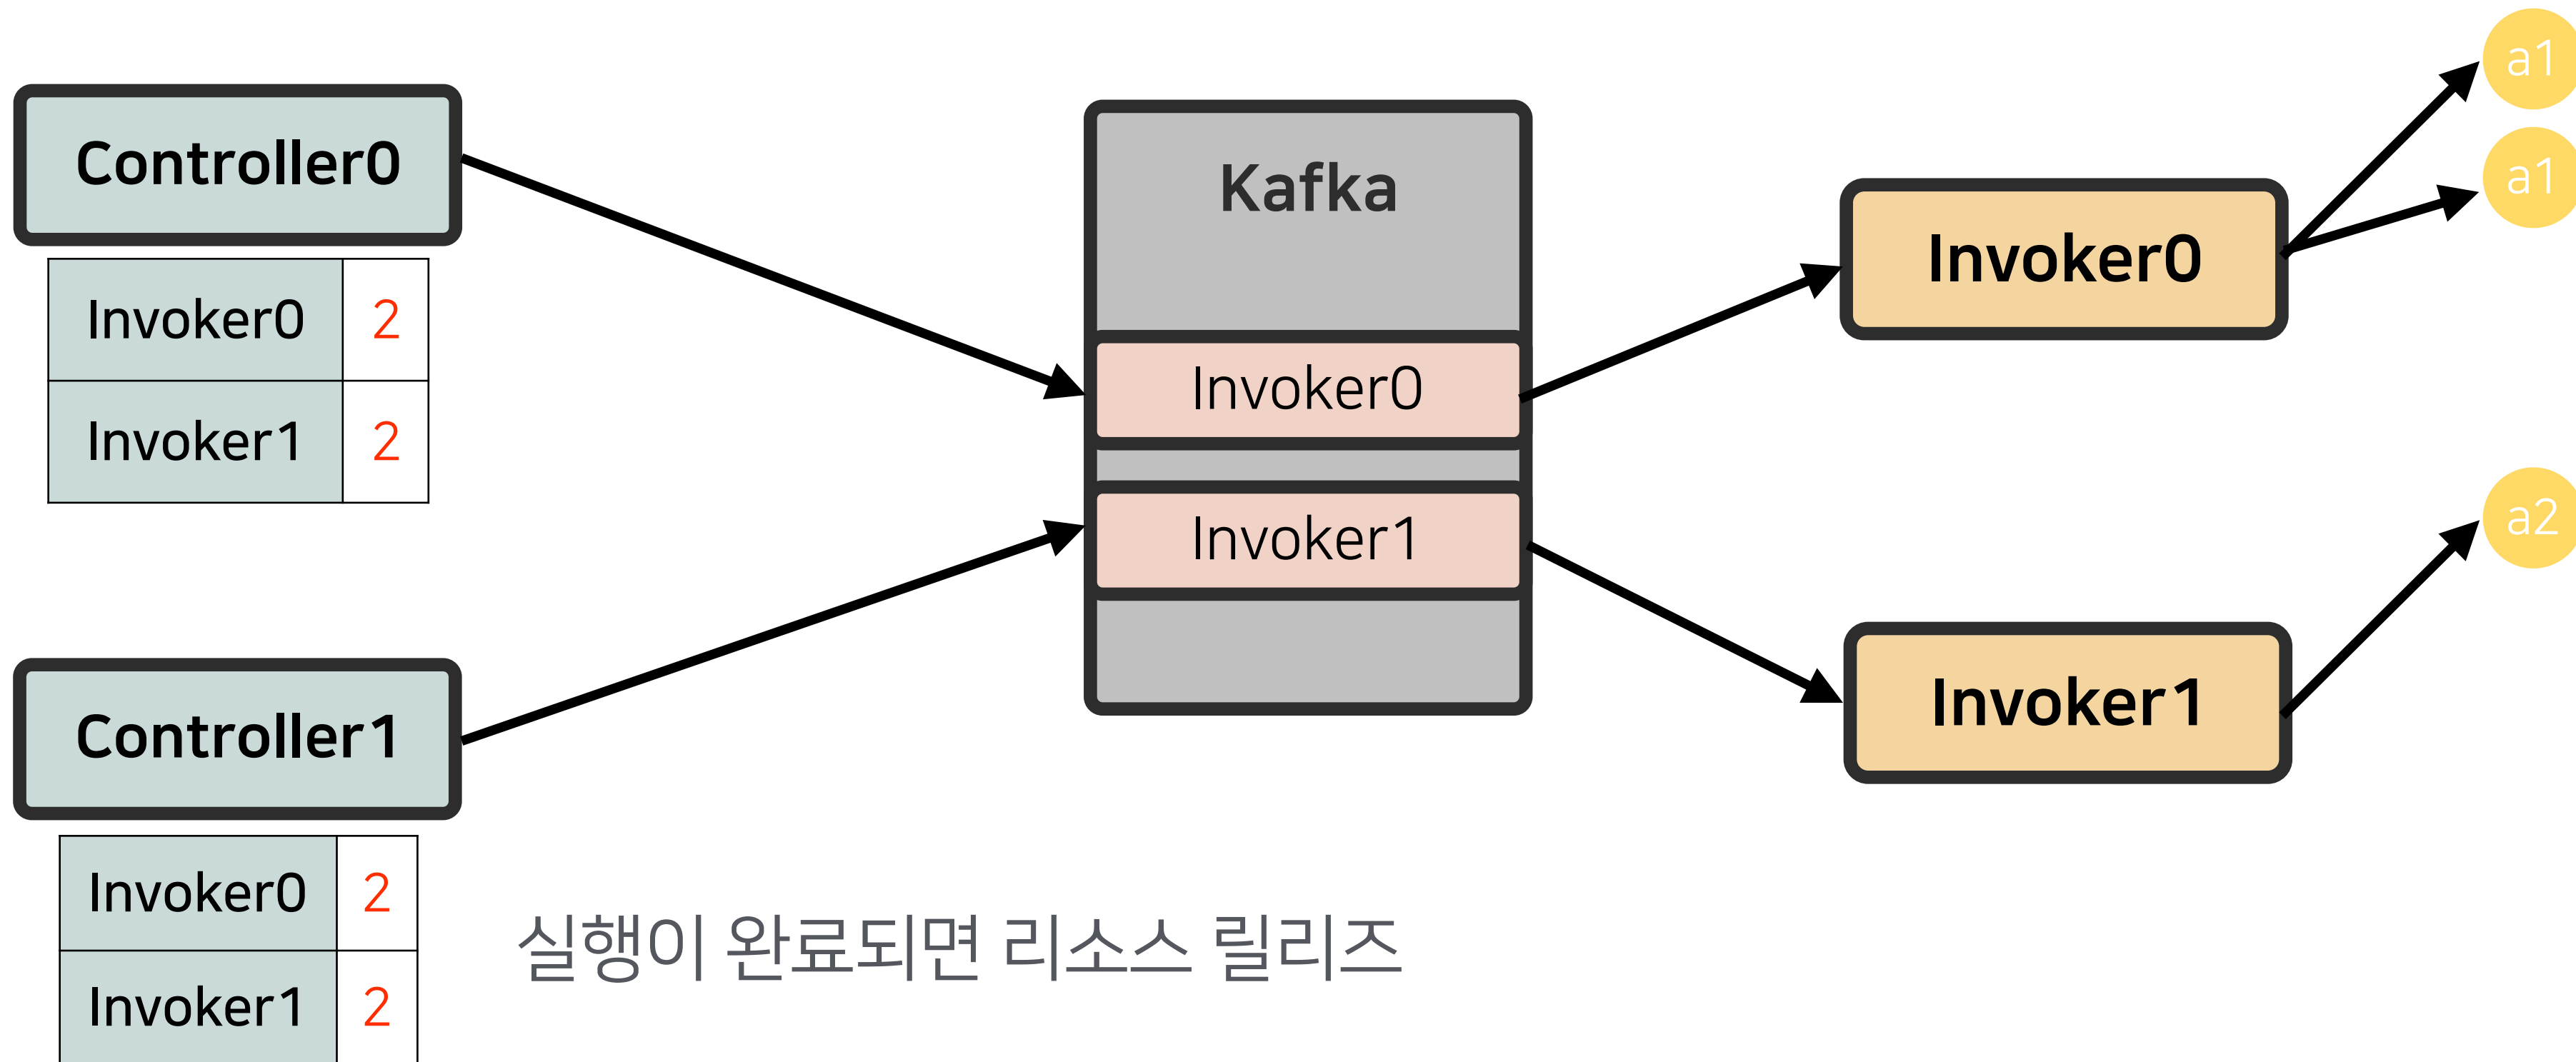 Controller0
Invoker0 2
Invoker1 2
Controller1
Invoker0 2
Invoker1 2
Kafka
Invoker0
Invoker1
Invoker0
Invoker1
a1
a1
a2
실행이 완료되면 리소스 릴리즈